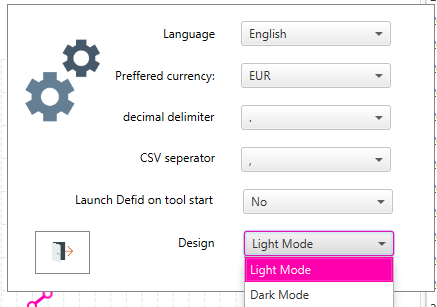 Language English
Preffered currency: EUR
decimal delimiter .
CSV seperator ,
Launch Defid on tool start No
Design Light Mode
Light Mode
Dark Mode